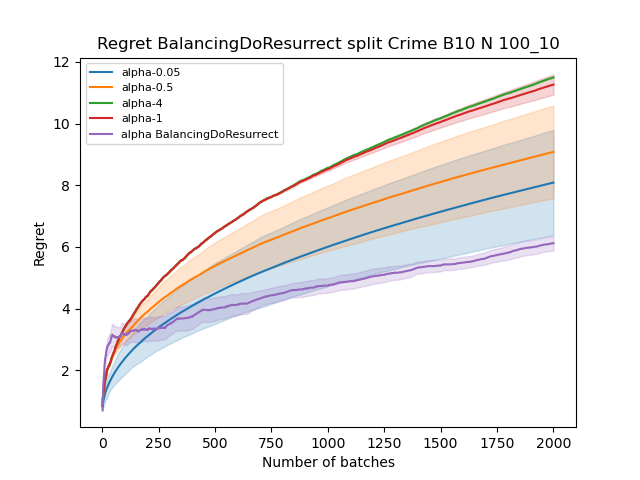 Regret BalancingDoResurrect split Crime B10 N 100_10
alpha-0.05
alpha-0.5
alpha-4
alpha-1
alpha BalancingDoResurrect
12
10
8
6
4
2
Regret
0
250
500
750
1000
1250
1500
1750
2000
Number of batches